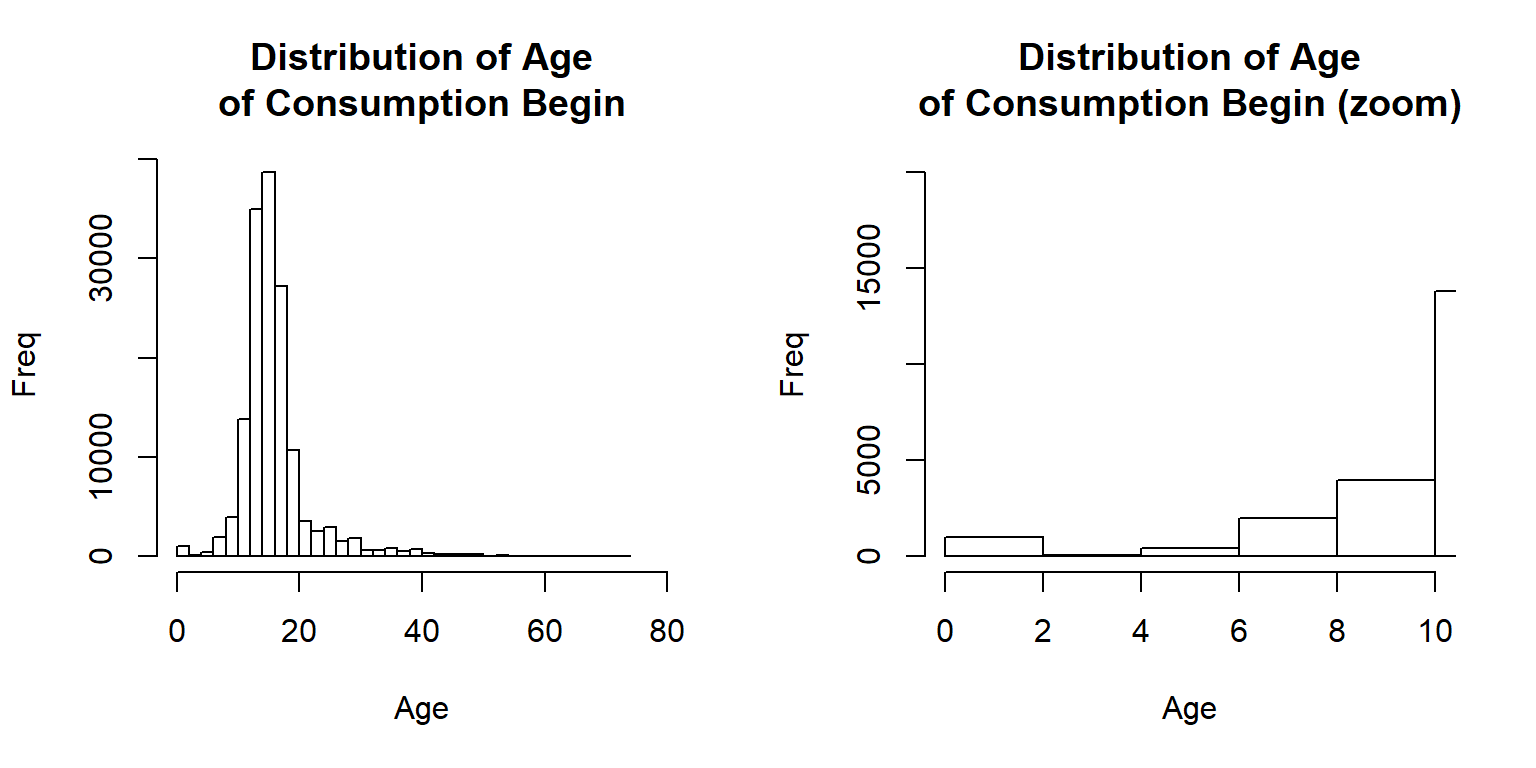 Distribution of Age
of Consumption Begin
Freq
0
10000
30000
0
20
40
60
80
Age
Distribution of Age
of Consumption Begin (zoom)
Freq
0
5000
15000
0
2
4
6
8
10
Age